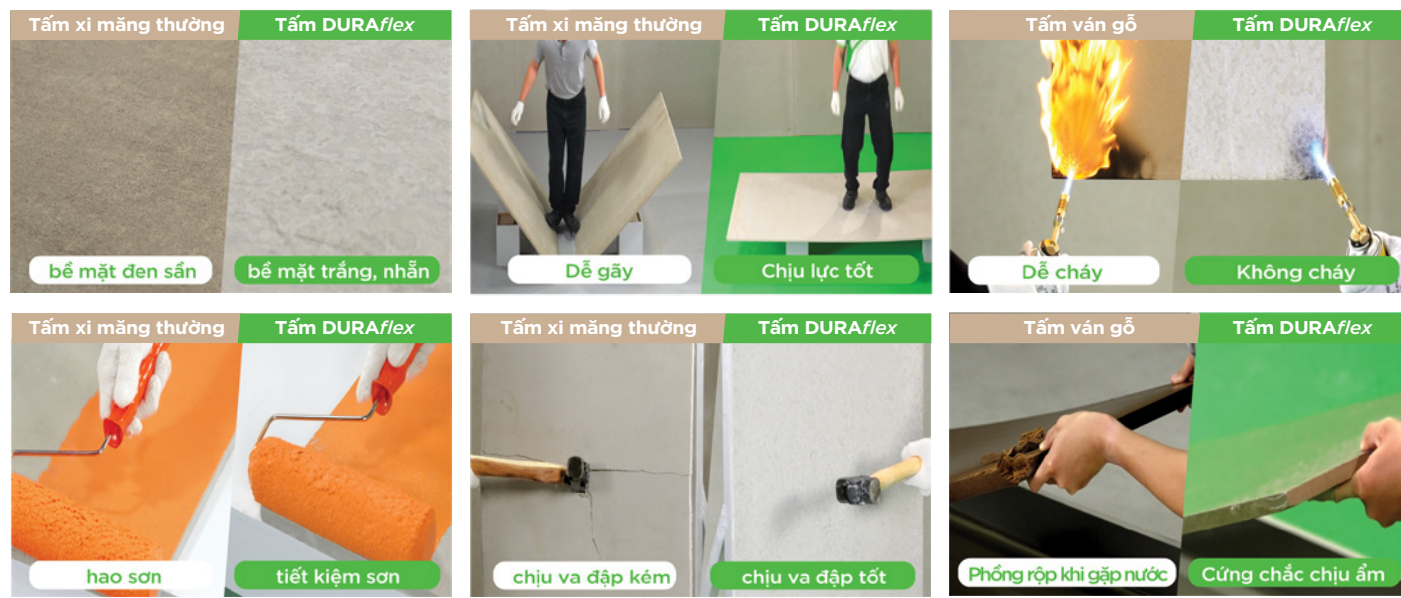 Tấm xi măng thường
Tấm DURAflex
bề mặt đen sần
bề mặt trắng, nhẵn
Tấm xi măng thường
Tấm DURAflex
Dễ gãy
Chịu lực tốt
Tấm ván gỗ
Tấm DURAflex
Dễ cháy
Không cháy
Tấm xi măng thường
Tấm DURAflex
hao sơn
tiết kiệm sơn
Tấm xi măng thường
Tấm DURAflex
chịu va đập kém
chịu va đập tốt
Tấm ván gỗ
Tấm DURAflex
Phồng rộp khi gặp nước
Cứng chắc chịu ẩm